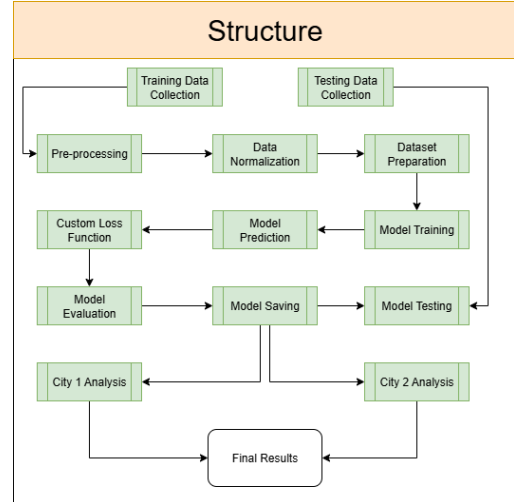 Structure
Training Data
Collection
Testing Data
Collection
Pre-processing
Data
Normalization
Dataset
Preparation
Custom Loss
Function
Model
Prediction
Model Training
Model
Evaluation
Model Saving
Model Testing
City 1 Analysis
City 2 Analysis
Final Results